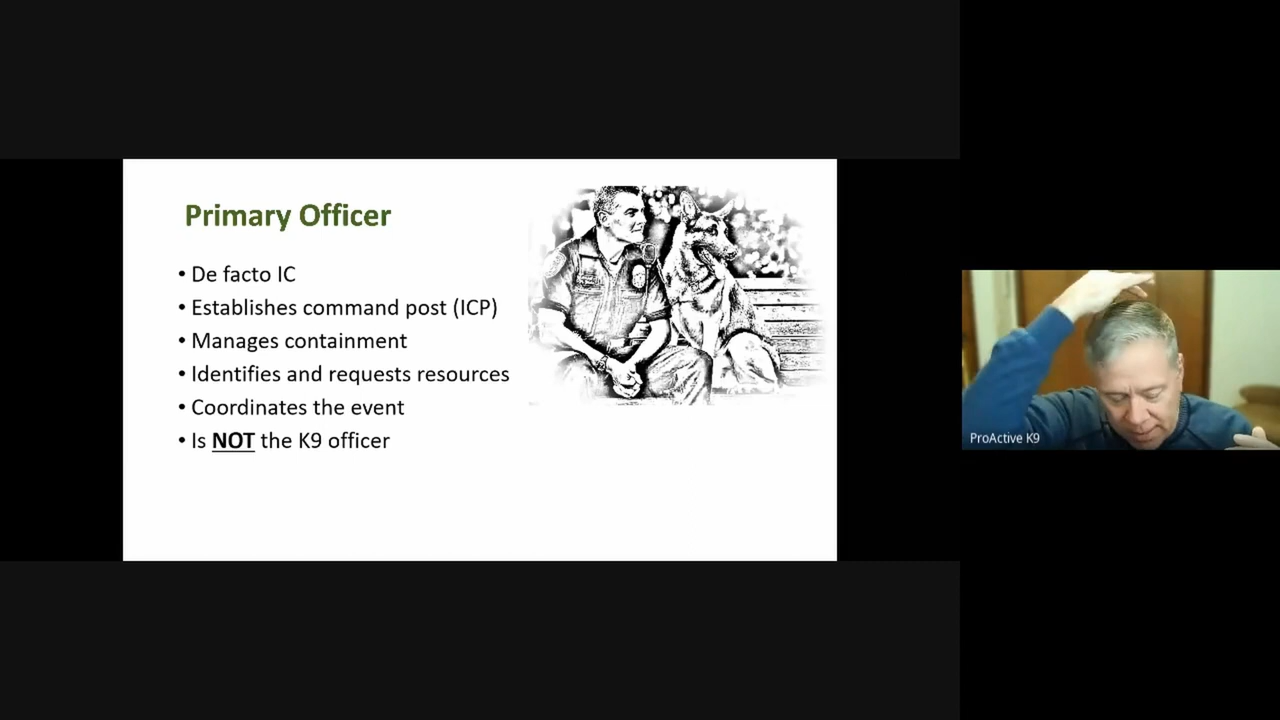 Primary Officer
• De facto IC
• Establishes command post (ICP)
• Manages containment
• Identifies and requests resources
• Coordinates the event
• Is NOT the K9 officer
ProActive K9